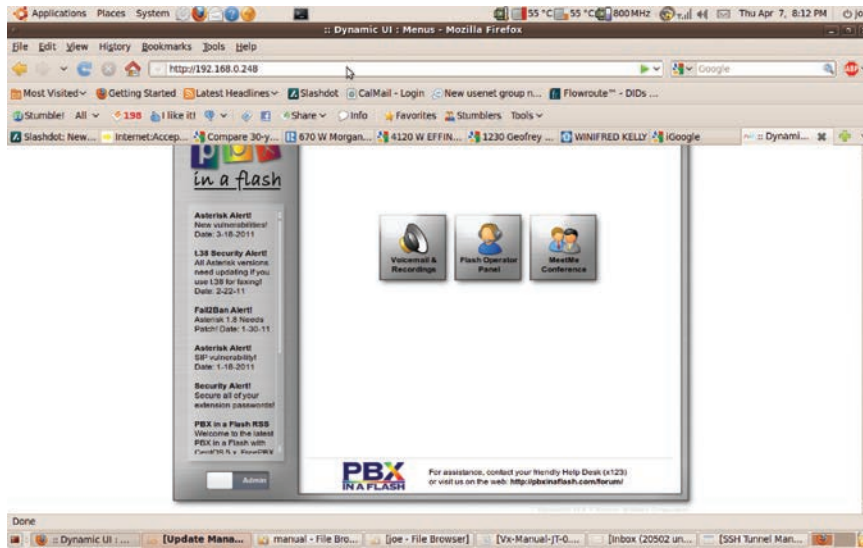 Applications Places System 55 °C 55 °C 800 MHz Thu Apr 7, 8:12 PM
:: Dynamic UI : Menus - Mozilla Firefox
File Edit View History Bookmarks Tools Help
http://192.168.0.248 Google
Most Visited Getting Started Latest Headlines Slashdot CalMail - Login New usenet group n... Flowroute™ - DIDs ...
Stumble! All 198 I like it! Share Info Favorites Stumblers Tools
Slashdot: New... Internet:Accep... Compare 30-y... 670 W Morgan... 4120 W EFFIN... 1230 Geofrey ... WINIFRED KELLY iGoogle :: Dynami...
pbx
in a flash
Asterisk Alert!
New vulnerabilities!
Date: 3-18-2011
t.38 Security Alert!
All Asterisk versions
need updating if you
use t.38 for faxing!
Date: 2-22-11
Fail2Ban Alert!
Asterisk 1.8 Needs
Patch! Date: 1-30-11
Asterisk Alert!
SIP vulnerability!
Date: 1-18-2011
Security Alert!
Secure all of your
extension passwords!
PBX in a Flash RSS
Welcome to the latest
PBX in a Flash with
CentOS 5.x, FreePBX
Admin
Voicemail &
Recordings
Flash Operator
Panel
MeetMe
Conference
PBX
IN A FLASH
For assistance, contact your friendly Help Desk (x123)
or visit us on the web: http://pbxinaflash.com/forum/
Done
:: Dynamic UI : ... [Update Mana... manual - File Bro... [joe - File Browser] [Vx-Manual-JT-0.... [Inbox (20502 un... [SSH Tunnel Man...